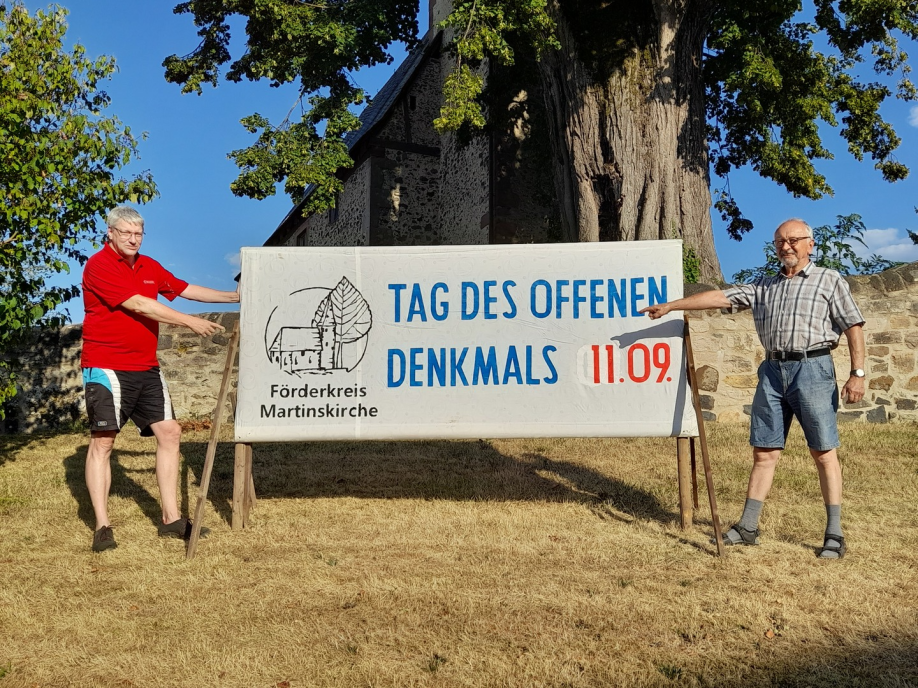 TAG DES OFFENEN
DENKMALS 11.09.
Förderkreis
Martinskirche